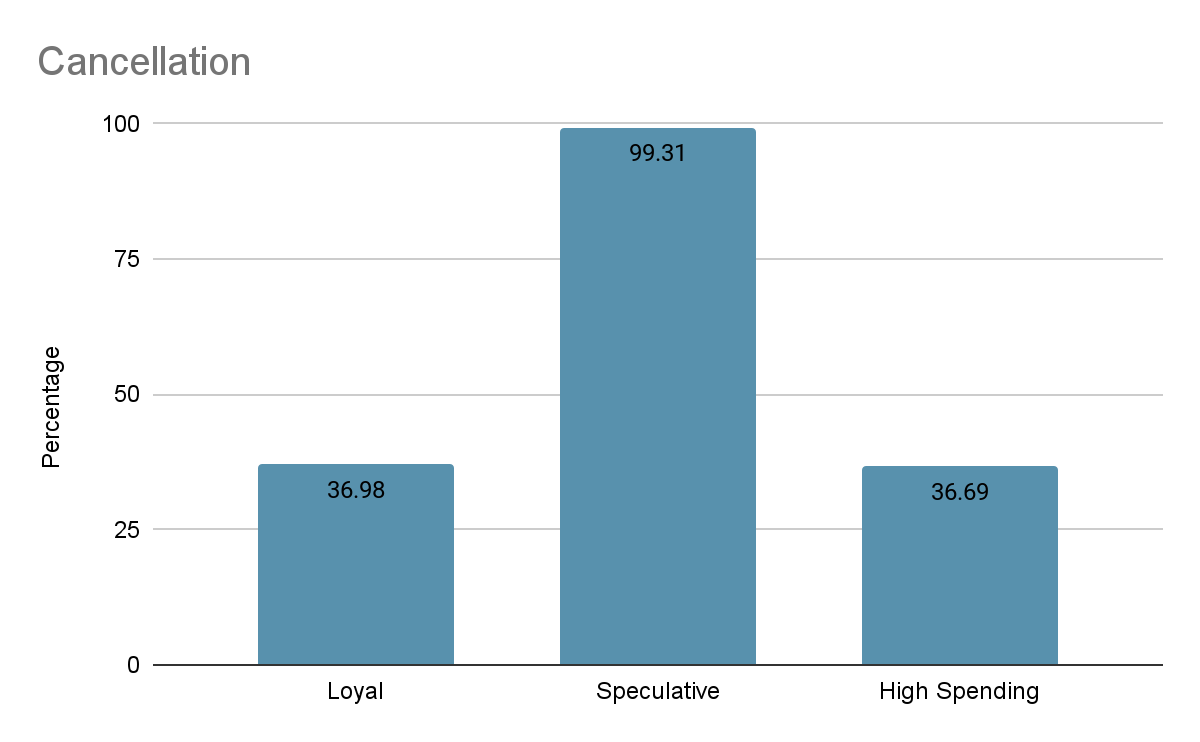 Cancellation
Percentage
100
75
50
25
0
99.31
36.98
36.69
Loyal
Speculative
High Spending